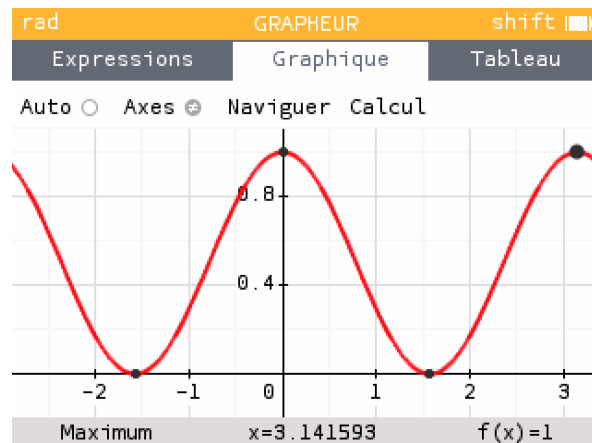 rad GRAPHEUR shift
Expressions Graphique Tableau
Auto Axes Naviguer Calcul
0.8
0.4
-2 -1 0 1 2 3
Maximum x=3.141593 f(x)=1